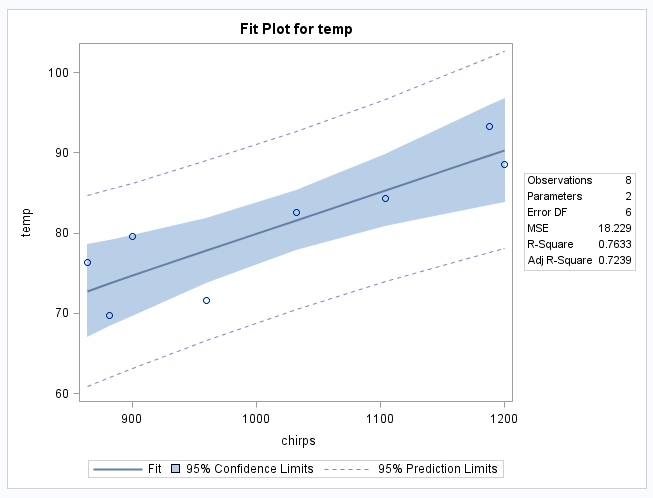 Fit Plot for temp
100
90
80
70
60
temp
900
1000
1100
1200
chirps
Observations 8
Parameters 2
Error DF 6
MSE 18.229
R-Square 0.7633
Adj R-Square 0.7239
Fit 95% Confidence Limits 95% Prediction Limits